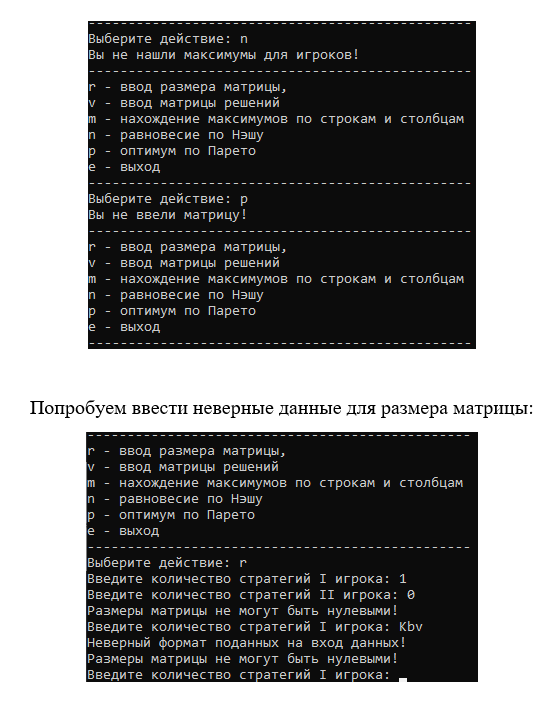 -----------------------------------------------
Выберите действие: n
Вы не нашли максимумы для игроков!
-----------------------------------------------
r - ввод размера матрицы,
v - ввод матрицы решений
m - нахождение максимумов по строкам и столбцам
n - равновесие по Нэшу
p - оптимум по Парето
e - выход
-----------------------------------------------
Выберите действие: p
Вы не ввели матрицу!
-----------------------------------------------
r - ввод размера матрицы,
v - ввод матрицы решений
m - нахождение максимумов по строкам и столбцам
n - равновесие по Нэшу
p - оптимум по Парето
e - выход
-----------------------------------------------
Попробуем ввести неверные данные для размера матрицы:
-----------------------------------------------
r - ввод размера матрицы,
v - ввод матрицы решений
m - нахождение максимумов по строкам и столбцам
n - равновесие по Нэшу
p - оптимум по Парето
e - выход
-----------------------------------------------
Выберите действие: r
Введите количество стратегий I игрока: 1
Введите количество стратегий II игрока: 0
Размеры матрицы не могут быть нулевыми!
Введите количество стратегий I игрока: Kbv
Неверный формат поданных на вход данных!
Размеры матрицы не могут быть нулевыми!
Введите количество стратегий I игрока: